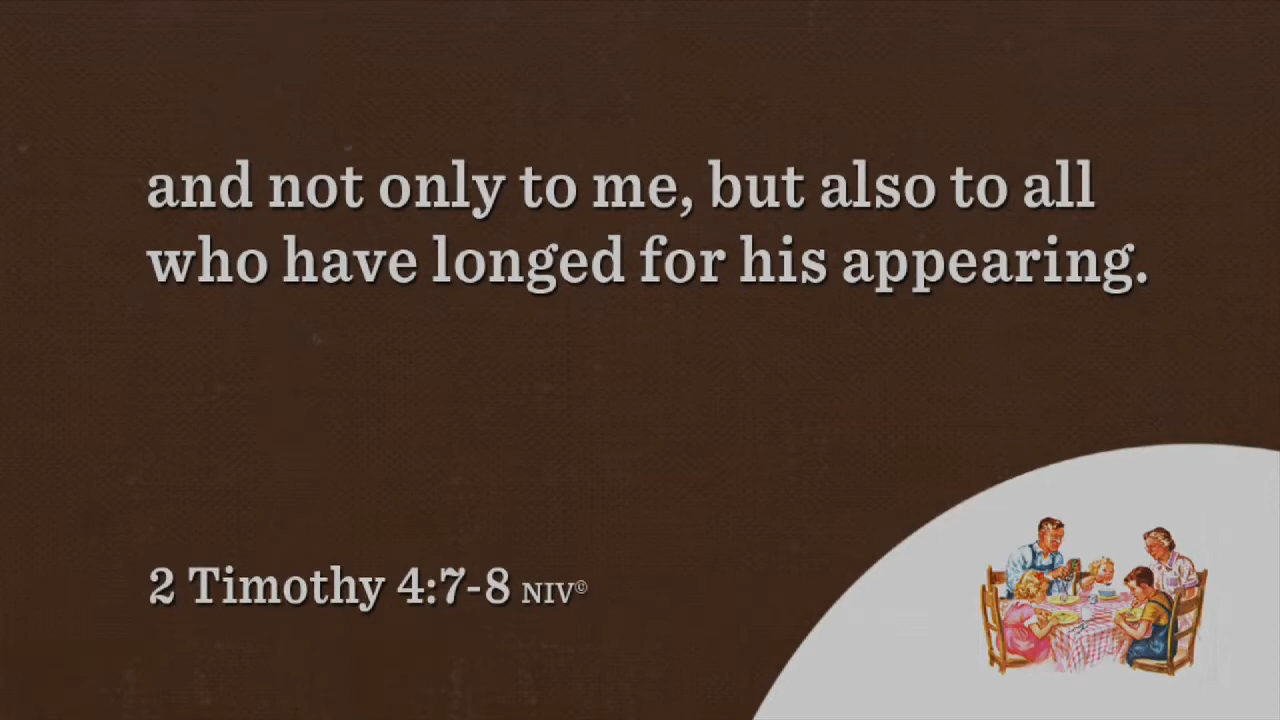 and not only to me, but also to all
who have longed for his appearing.
2 Timothy 4:7-8 NIV©